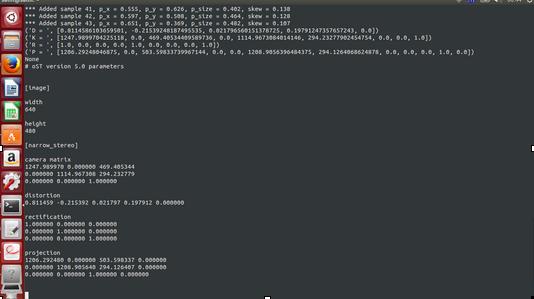 *** Added sample 41, p_x = 0.555, p_y = 0.626, p_size = 0.402, skew = 0.138
*** Added sample 42, p_x = 0.597, p_y = 0.508, p_size = 0.464, skew = 0.128
*** Added sample 43, p_x = 0.651, p_y = 0.369, p_size = 0.482, skew = 0.107
('D = ', [0.8114586103659501, -0.21539248187495535, 0.021796560151378725, 0.19791247357657243, 0.0])
('K = ', [1247.9899704225118, 0.0, 469.40534409589736, 0.0, 1114.9673084014146, 294.23277902454764, 0.0, 0.0, 1.0])
('R = ', [1.0, 0.0, 0.0, 0.0, 1.0, 0.0, 0.0, 0.0, 1.0])
('P = ', [1206.29248046875, 0.0, 503.59833739967144, 0.0, 0.0, 1208.9056396484375, 294.1264068624878, 0.0, 0.0, 0.0, 1.0, 0.0])
None
# oST version 5.0 parameters
[image]
width
640
height
480
[narrow_stereo]
camera matrix
1247.989970 0.000000 469.405344
0.000000 1114.967308 294.232779
0.000000 0.000000 1.000000
distortion
0.811459 -0.215392 0.021797 0.197912 0.000000
rectification
1.000000 0.000000 0.000000
0.000000 1.000000 0.000000
0.000000 0.000000 1.000000
projection
1206.292480 0.000000 503.598337 0.000000
0.000000 1208.905640 294.126407 0.000000
0.000000 0.000000 1.000000 0.000000